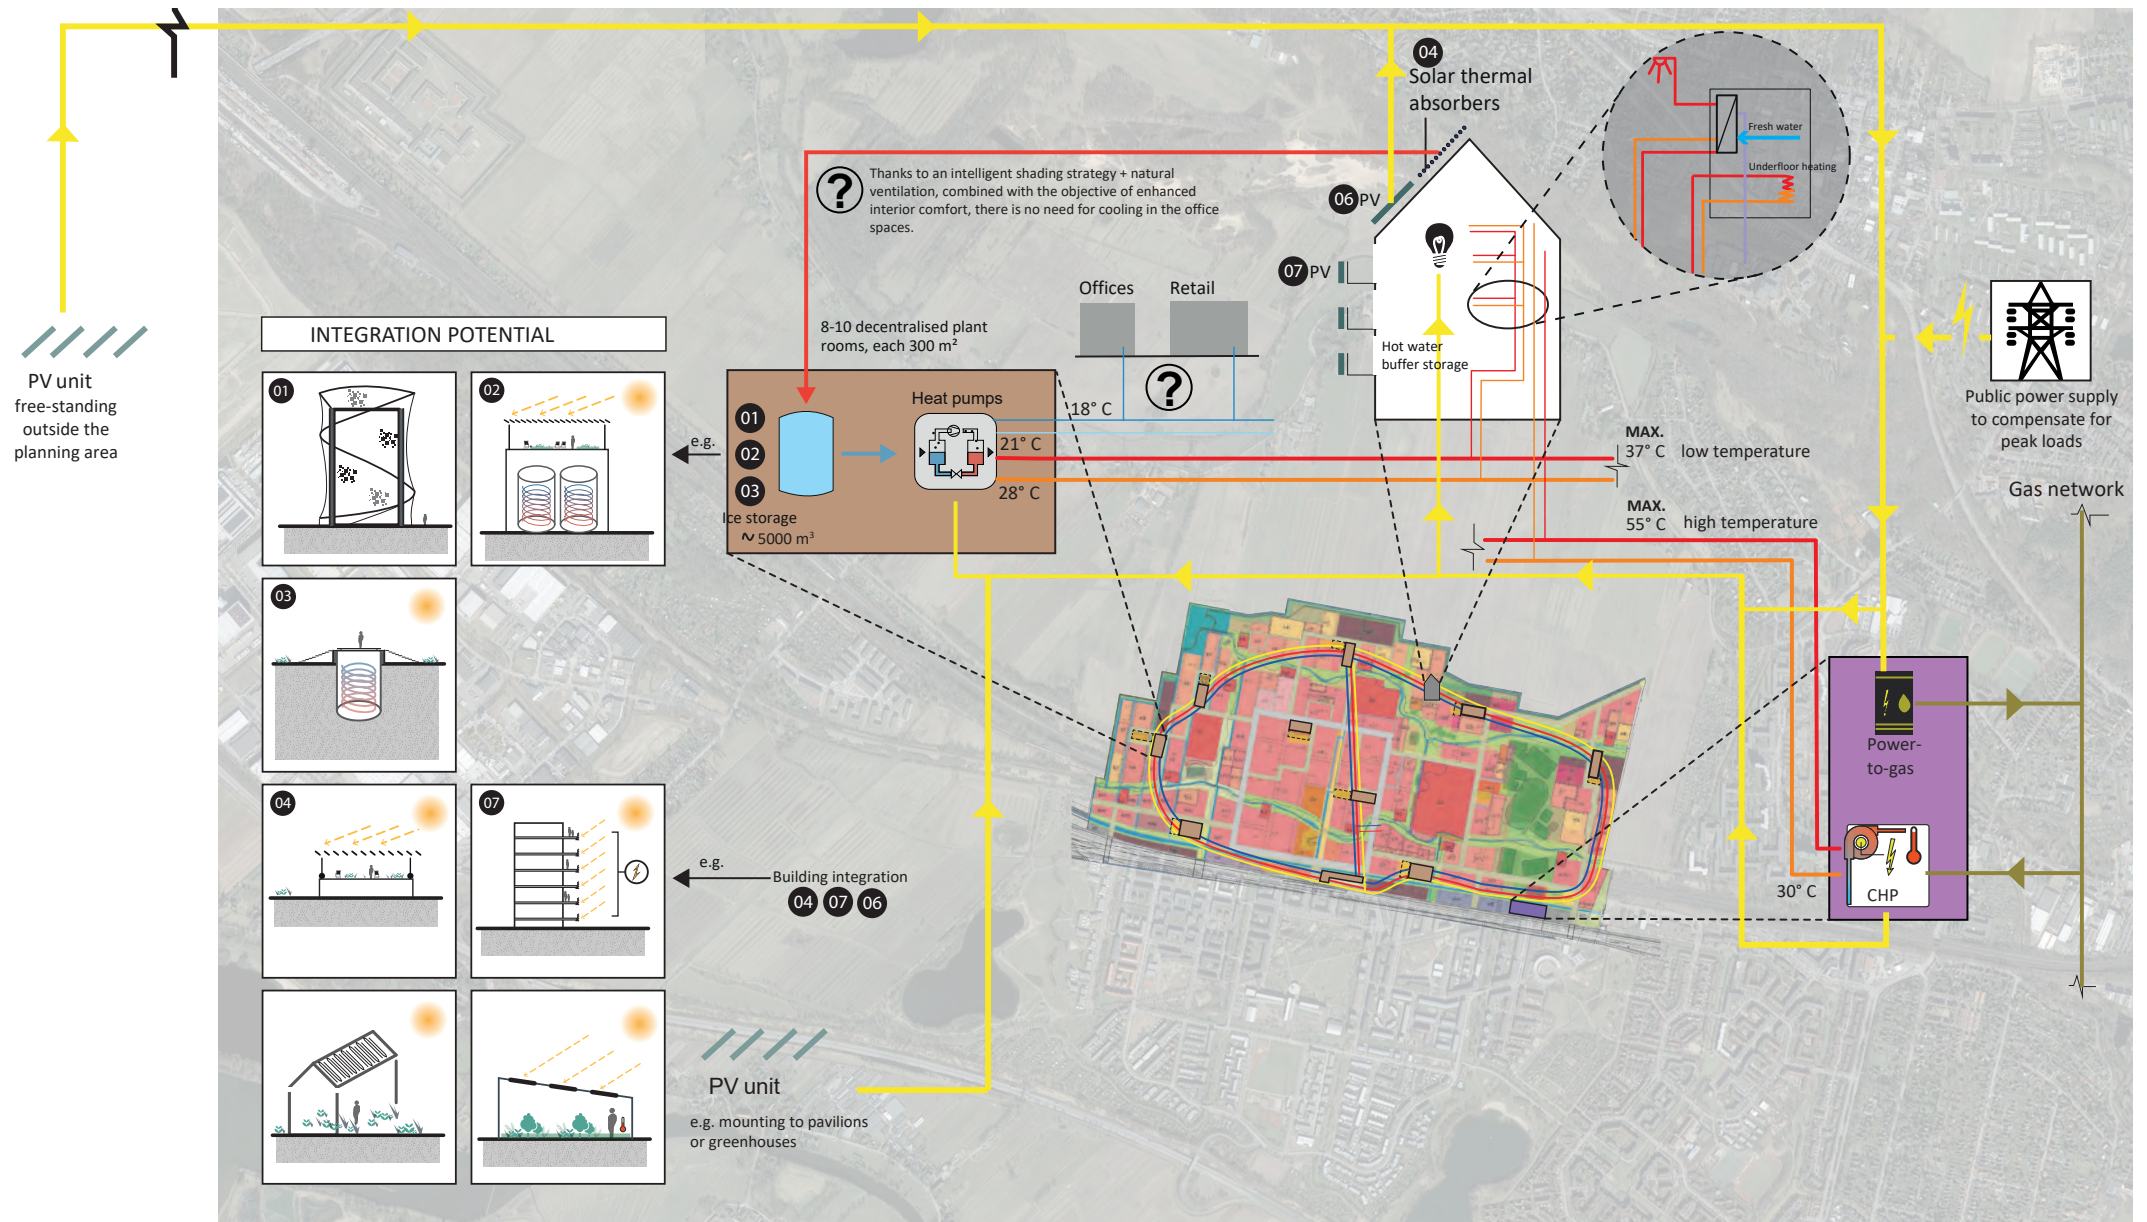 04
Solar thermal
absorbers
Fresh water
Underfloor heating
?
Thanks to an intelligent shading strategy + natural
ventilation, combined with the objective of enhanced
interior comfort, there is no need for cooling in the office
spaces.
06 PV
07 PV
Offices
Retail
?
Hot water
buffer storage
PV unit
free-standing
outside the
planning area
INTEGRATION POTENTIAL
01
02
03
04
07
8-10 decentralised plant
rooms, each 300 m²
e.g.
01
02
03
Ice storage
~ 5000 m³
Heat pumps
18° C
21° C
28° C
MAX.
37° C low temperature
MAX.
55° C high temperature
Public power supply
to compensate for
peak loads
Gas network
Power-
to-gas
CHP
30° C
e.g.
Building integration
04 07 06
PV unit
e.g. mounting to pavilions
or greenhouses